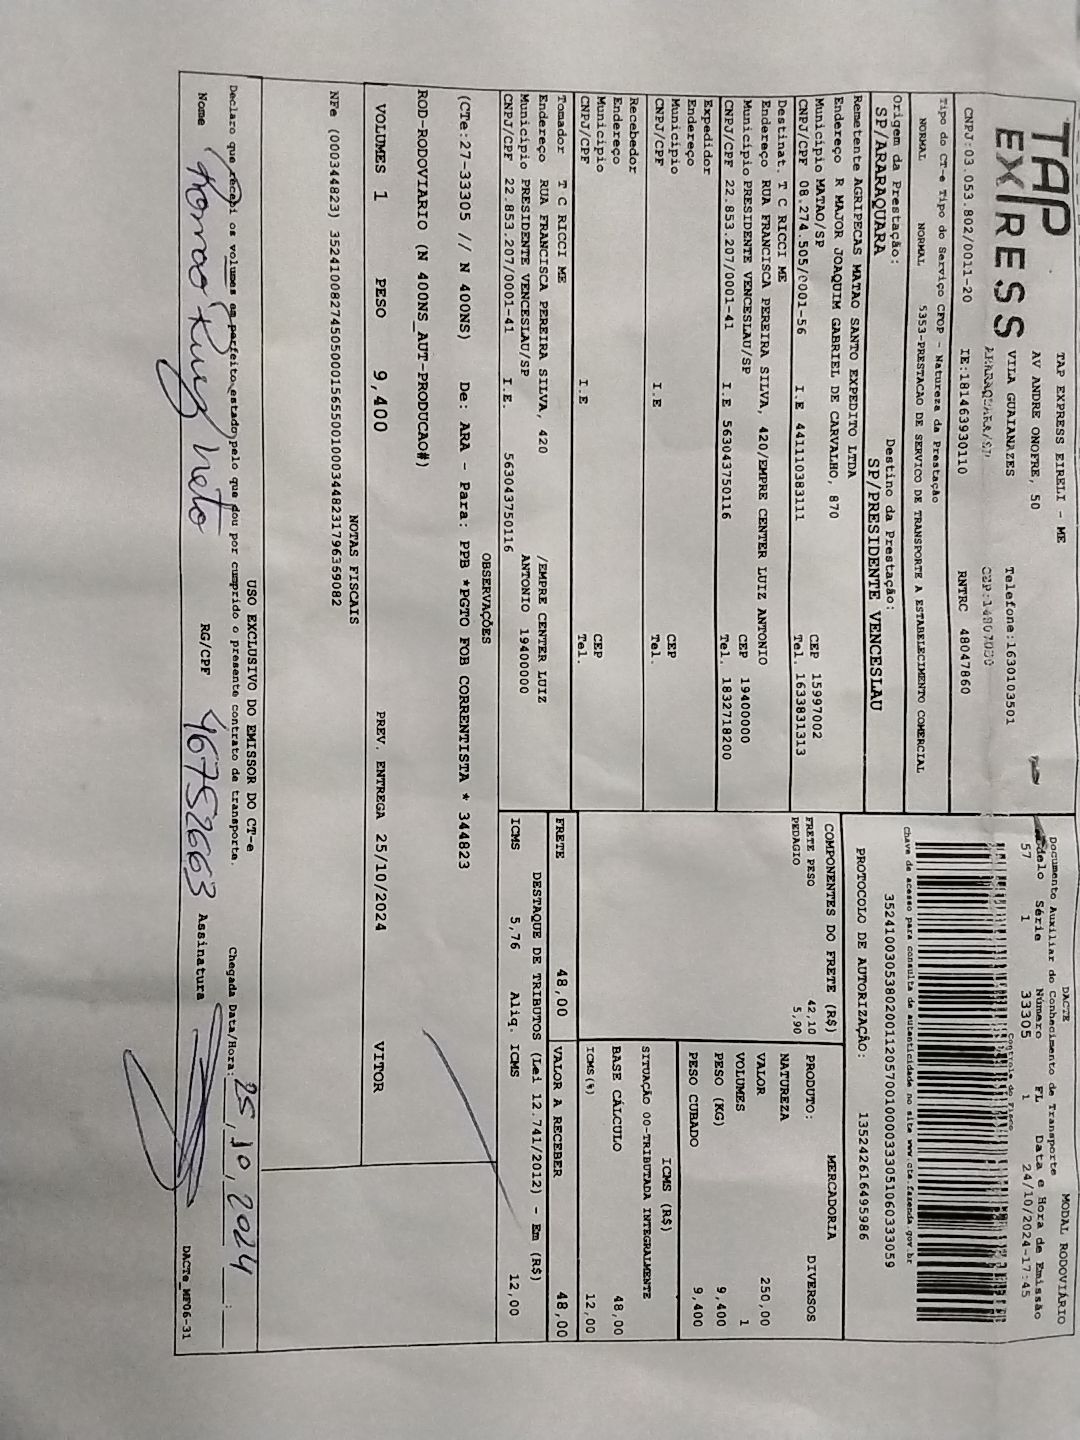 TAP
EXPRESS
TAP EXPRESS EIRELI - ME
AV ANDRE ONOFRE, 50
VILA GUAIANAZES Telefone:1630103501
ARARAQUARA/SP
CNPJ:03.053.802/0011-20 IE:181463930110 RNTRC 48047860
Tipo do CT-e Tipo do Serviço CFOP - Natureza da Prestação
NORMAL NORMAL 5353-PRESTACAO DE SERVICO DE TRANSPORTE A ESTABELECIMENTO COMERCIAL
Origem da Prestação: Destino da Prestação:
SP/ARARAQUARA SP/PRESIDENTE VENCESLAU
DACTE MODAL RODOVIÁRIO
Documento Auxiliar do Conhecimento de Transporte
Modelo Série Número FL Data e Hora de Emissão
57 1 33305 1 24/10/2024-17:45
Controle do Fisco
Chave de acesso para consulta de autenticidade no site www.cte.fazenda.gov.br
35241003053802001120570010000333051060333059
PROTOCOLO DE AUTORIZAÇÃO: 135242616495986
Remetente AGRIPECAS MATAO SANTO EXPEDITO LTDA
Endereço R MAJOR JOAQUIM GABRIEL DE CARVALHO, 870
Município MATAO/SP CEP 15997002
CNPJ/CPF 08.274.505/0001-56 I.E 441110383111 Tel. 1633831313
Destinat. T C RICCI ME
Endereço RUA FRANCISCA PEREIRA SILVA, 420/EMPRE CENTER LUIZ ANTONIO
Município PRESIDENTE VENCESLAU/SP CEP 19400000
CNPJ/CPF 22.853.207/0001-41 I.E 563043750116 Tel. 1832718200
Expedidor
Endereço
Município CEP
CNPJ/CPF I.E Tel.
Recebedor
Endereço
Município CEP
CNPJ/CPF I.E Tel.
Tomador T C RICCI ME
Endereço RUA FRANCISCA PEREIRA SILVA, 420 /EMPRE CENTER LUIZ
Município PRESIDENTE VENCESLAU/SP ANTONIO 19400000
CNPJ/CPF 22.853.207/0001-41 I.E. 563043750116
COMPONENTES DO FRETE (R$)
FRETE PESO 42,10
PEDAGIO 5,90
MERCADORIA
PRODUTO: DIVERSOS
NATUREZA
VALOR 250,00
VOLUMES 1
PESO (KG) 9,400
PESO CUBADO 9,400
ICMS (R$)
SITUAÇÃO 00-TRIBUTADA INTEGRALMENTE
BASE CÁLCULO 48,00
ICMS(%) 12,00
FRETE 48,00 VALOR A RECEBER 48,00
DESTAQUE DE TRIBUTOS (Lei 12.741/2012) - Em (R$)
ICMS 5,76 Aliq. ICMS 12,00
OBSERVAÇÕES
(CTe:27-33305 // N 400NS) De: ARA - Para: PPB *PGTO FOB CORRENTISTA * 344823
ROD-RODOVIARIO (N 400NS_AUT-PRODUCAO#)
VOLUMES 1 PESO 9,400 PREV. ENTREGA 25/10/2024 VITOR
NOTAS FISCAIS
NFe (000344823) 35241008274505000156550010003448231796369082
USO EXCLUSIVO DO EMISSOR DO CT-e
Declaro que recebi os volumes em perfeito estado pelo que dou por cumprido o presente contrato de transporte. Chegada Data/Hora: 25/10/2024 :
Nome Neto RG/CPF 46752663 Assinatura
DACTe_MF06-31